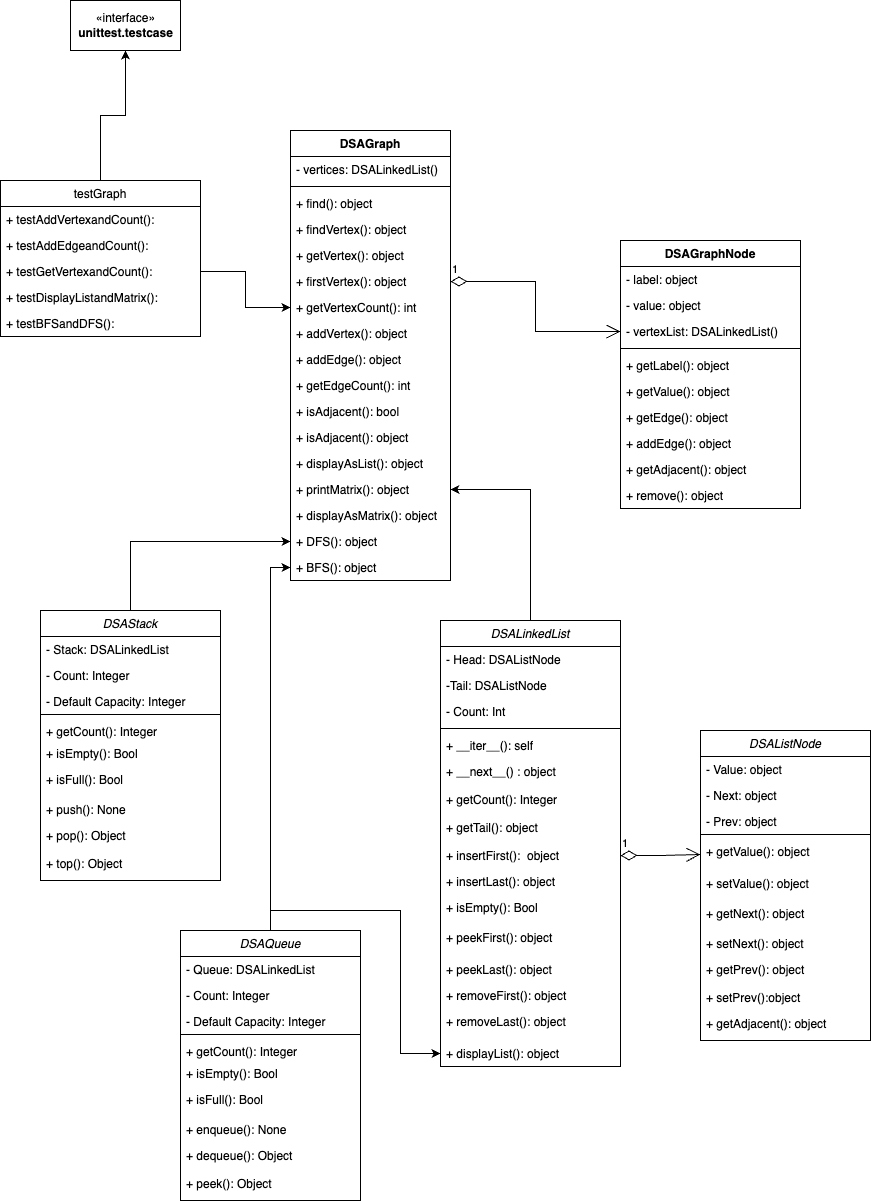 «interface»
unittest.testcase
testGraph
+ testAddVertexandCount():
+ testAddEdgeandCount():
+ testGetVertexandCount():
+ testDisplayListandMatrix():
+ testBFSandDFS():
DSAGraph
- vertices: DSALinkedList()
+ find(): object
+ findVertex(): object
+ getVertex(): object
+ firstVertex(): object
+ getVertexCount(): int
+ addVertex(): object
+ addEdge(): object
+ getEdgeCount(): int
+ isAdjacent(): bool
+ isAdjacent(): object
+ displayAsList(): object
+ printMatrix(): object
+ displayAsMatrix(): object
+ DFS(): object
+ BFS(): object
1
DSAGraphNode
- label: object
- value: object
- vertexList: DSALinkedList()
+ getLabel(): object
+ getValue(): object
+ getEdge(): object
+ addEdge(): object
+ getAdjacent(): object
+ remove(): object
DSAStack
- Stack: DSALinkedList
- Count: Integer
- Default Capacity: Integer
+ getCount(): Integer
+ isEmpty(): Bool
+ isFull(): Bool
+ push(): None
+ pop(): Object
+ top(): Object
DSALinkedList
- Head: DSAListNode
-Tail: DSAListNode
- Count: Int
+ __iter__(): self
+ __next__() : object
+ getCount(): Integer
+ getTail(): object
+ insertFirst():  object
+ insertLast(): object
+ isEmpty(): Bool
+ peekFirst(): object
+ peekLast(): object
+ removeFirst(): object
+ removeLast(): object
+ displayList(): object
1
DSAListNode
- Value: object
- Next: object
- Prev: object
+ getValue(): object
+ setValue(): object
+ getNext(): object
+ setNext(): object
+ getPrev(): object
+ setPrev():object
+ getAdjacent(): object
DSAQueue
- Queue: DSALinkedList
- Count: Integer
- Default Capacity: Integer
+ getCount(): Integer
+ isEmpty(): Bool
+ isFull(): Bool
+ enqueue(): None
+ dequeue(): Object
+ peek(): Object